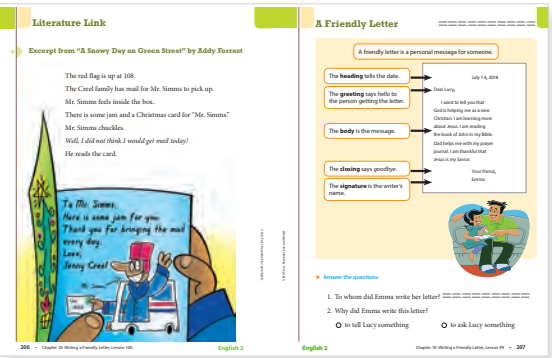 Literature Link
Excerpt from “A Snowy Day on Green Street” by Addy Forrest
The red flag is up at 108.
The Creel family has mail for Mr. Simms to pick up.
Mr. Simms feels inside the box.
There is some jam and a Christmas card for “Mr. Simms.”
Mr. Simms chuckles.
Well, I did not think I would get mail today!
He reads the card.
To Mr. Simms,
Here is some jam for you.
Thank you for bringing the mail
every day.
Love,
Jenny Creel
206 • Chapter 10: Writing a Friendly Letter, Lesson 100
English 2
A Friendly Letter
A friendly letter is a personal message for someone.
The heading tells the date.
The greeting says hello to
the person getting the letter.
The body is the message.
The closing says goodbye.
The signature is the writer’s
name.
July 14, 2018
Dear Lucy,
I want to tell you that
God is helping me as a new
Christian. I am learning more
about Jesus. I am reading
the book of John in my Bible.
Dad helps me with my prayer
journal. I am thankful that
Jesus is my Savior.
Your friend,
Emma
Answer the questions.
1. To whom did Emma write her letter?
2. Why did Emma write this letter?
O to tell Lucy something
O to ask Lucy something
English 2
Chapter 10: Writing a Friendly Letter, Lesson 99 • 207